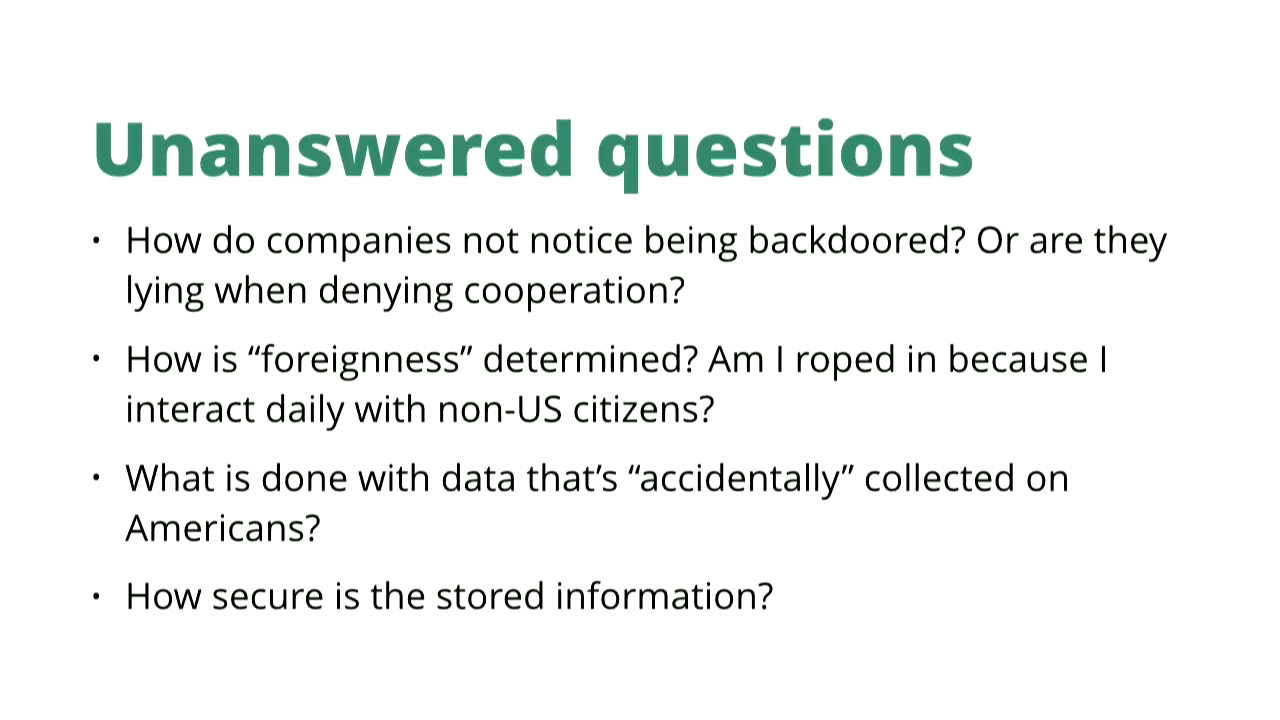 Unanswered questions
• How do companies not notice being backdoored? Or are they
lying when denying cooperation?
• How is “foreignness” determined? Am I roped in because I
interact daily with non-US citizens?
• What is done with data that’s “accidentally” collected on
Americans?
• How secure is the stored information?